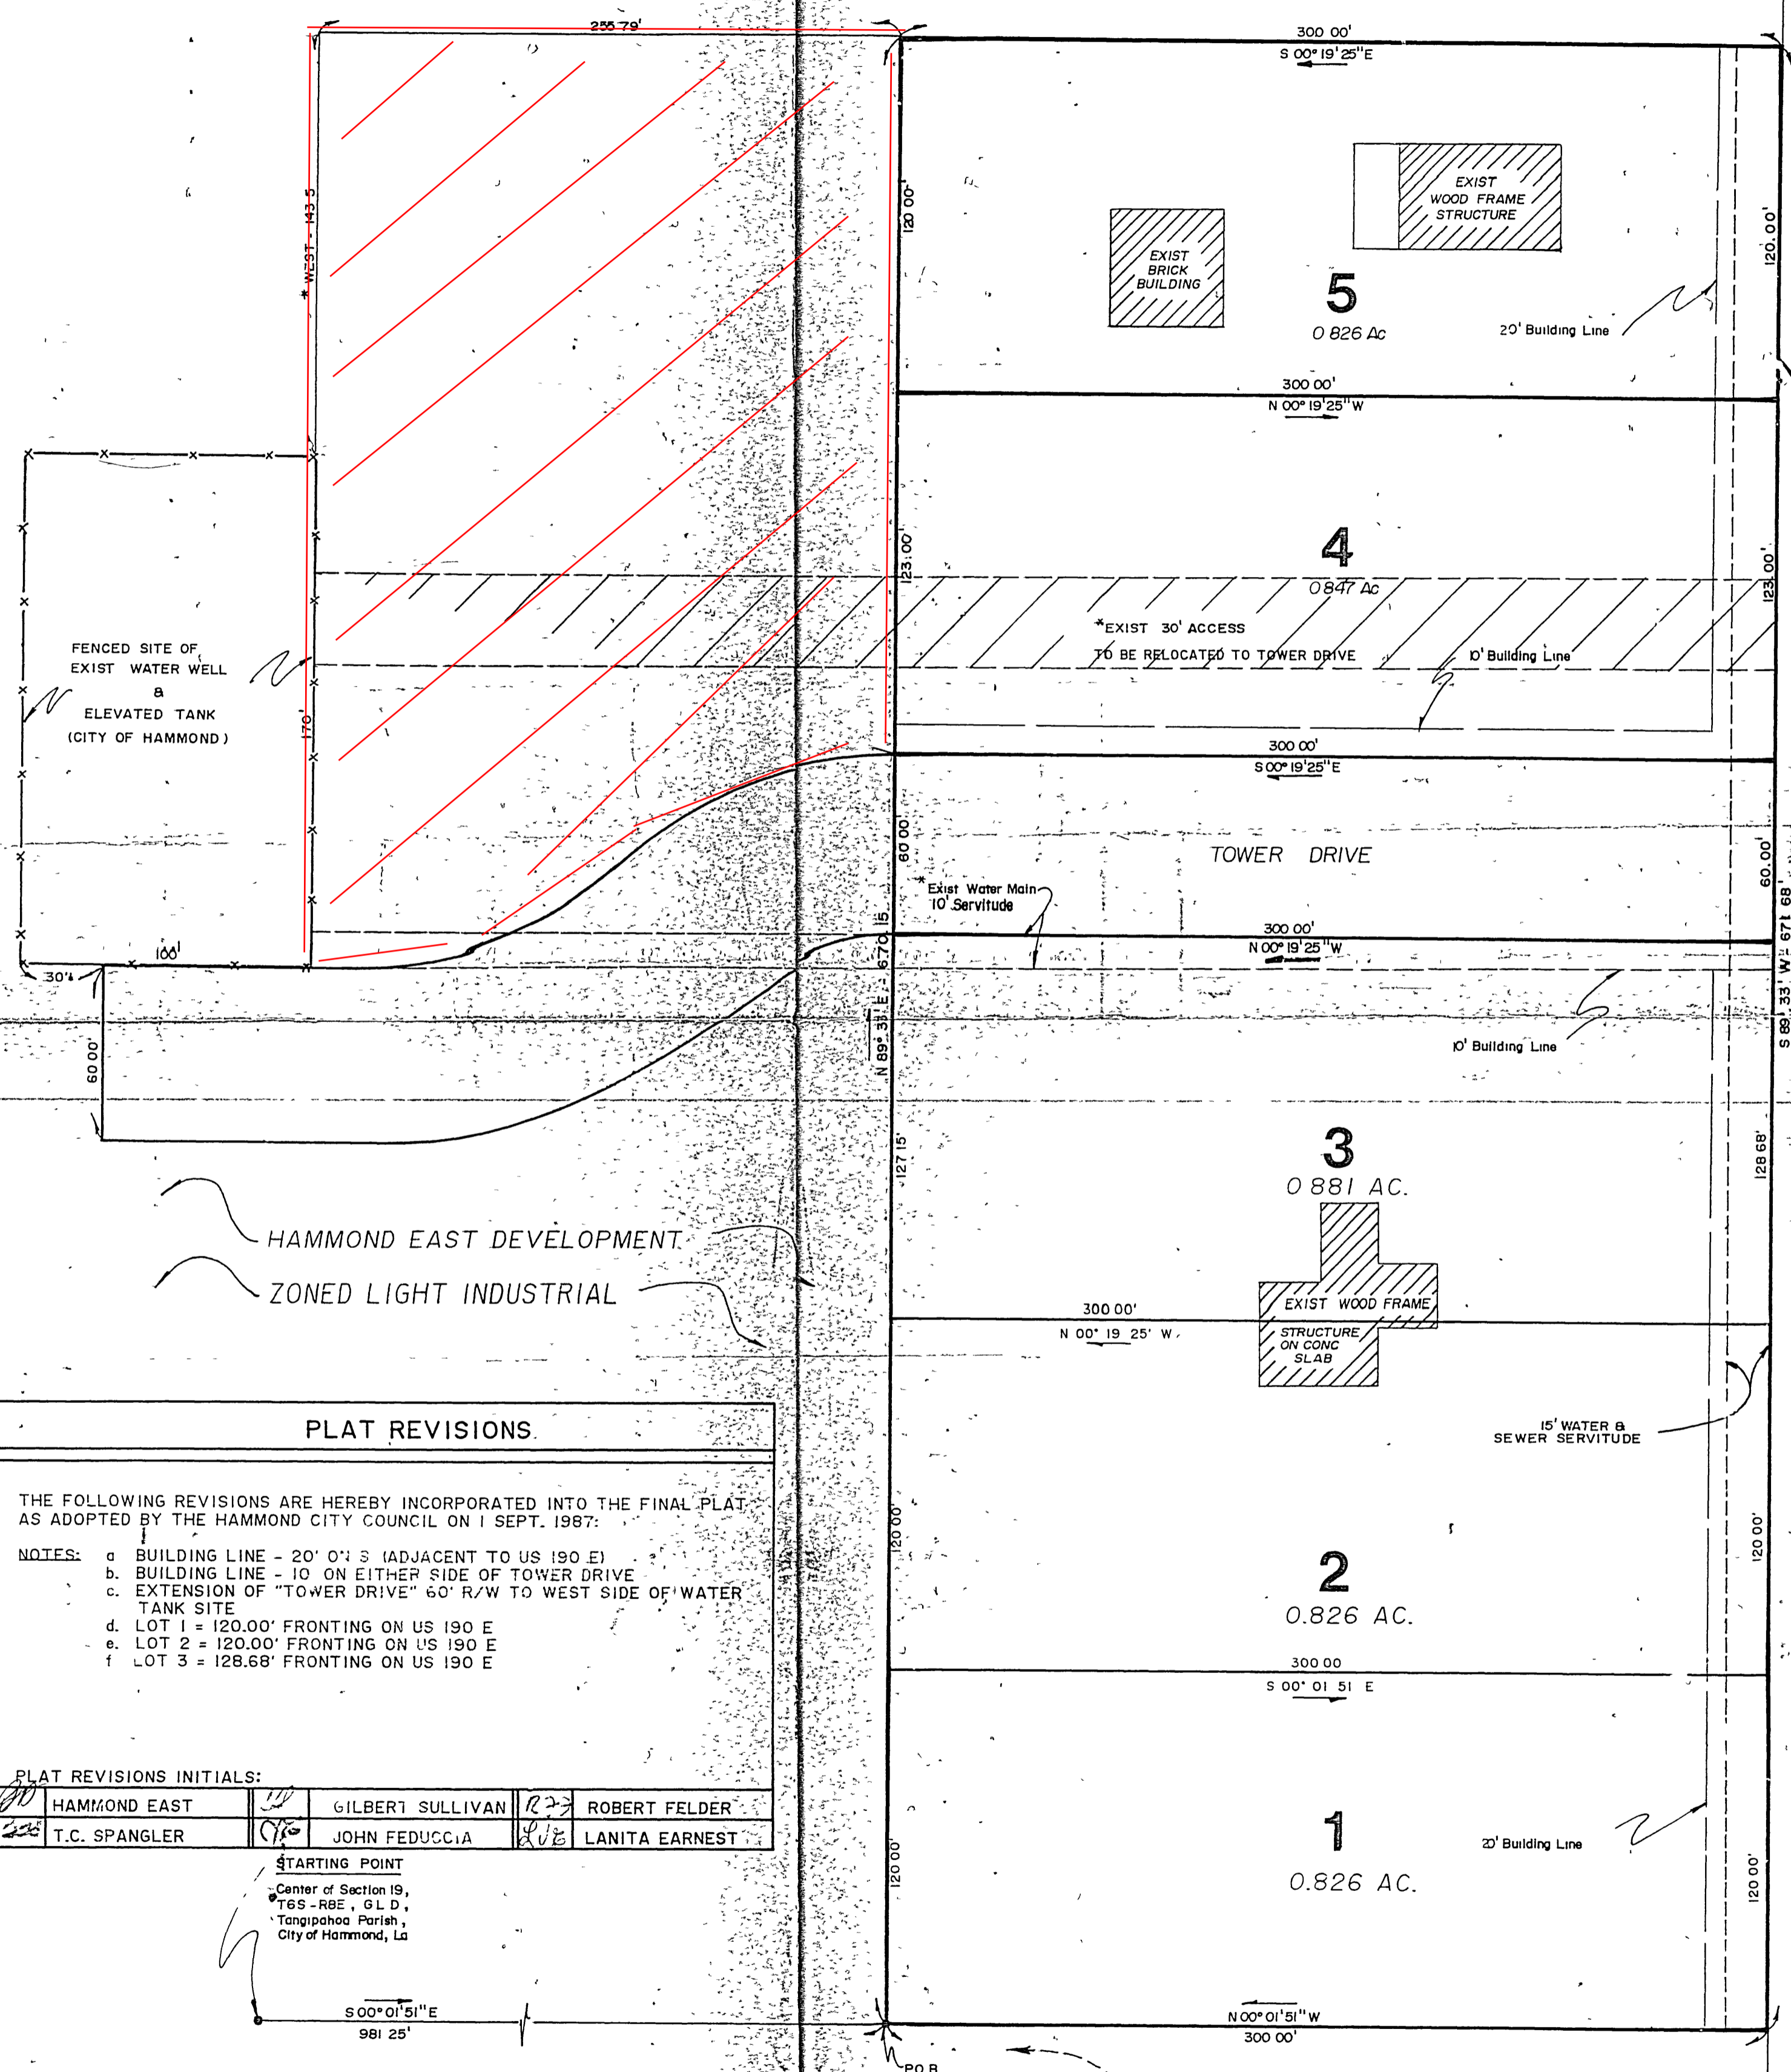 255 79'
300 00'
S 00° 19' 25" E
* WEST - 143 5
120 00'
120.00'
EXIST
WOOD FRAME
STRUCTURE
EXIST
BRICK
BUILDING
5
0 826 Ac
20' Building Line
300 00'
N 00° 19' 25" W
123 00'
123.00'
4
0 847 Ac
*EXIST 30' ACCESS
TO BE RELOCATED TO TOWER DRIVE
10' Building Line
FENCED SITE OF
EXIST WATER WELL
&
ELEVATED TANK
(CITY OF HAMMOND)
170'
300 00'
S 00° 19' 25" E
60 00'
60.00'
TOWER DRIVE
* Exist Water Main
10' Servitude
300 00'
N 00° 19' 25" W
100'
30'±
60 00'
N 89° 33' E - 670 15
S 89° 33' W - 671 68'
10' Building Line
127 15'
128 68'
3
0 881 AC.
HAMMOND EAST DEVELOPMENT
ZONED LIGHT INDUSTRIAL
300 00'
N 00° 19 25' W
EXIST WOOD FRAME
STRUCTURE
ON CONC
SLAB
15' WATER &
SEWER SERVITUDE
PLAT REVISIONS
THE FOLLOWING REVISIONS ARE HEREBY INCORPORATED INTO THE FINAL PLAT
AS ADOPTED BY THE HAMMOND CITY COUNCIL ON 1 SEPT. 1987:
NOTES: a BUILDING LINE - 20' ON S (ADJACENT TO US 190 E)
b. BUILDING LINE - 10 ON EITHER SIDE OF TOWER DRIVE
c. EXTENSION OF "TOWER DRIVE" 60' R/W TO WEST SIDE OF WATER
TANK SITE
d. LOT 1 = 120.00' FRONTING ON US 190 E
e. LOT 2 = 120.00' FRONTING ON US 190 E
f LOT 3 = 128.68' FRONTING ON US 190 E
120 00'
120 00'
2
0.826 AC.
300 00
S 00° 01 51 E
PLAT REVISIONS INITIALS:
HAMMOND EAST GILBERT SULLIVAN ROBERT FELDER
T.C. SPANGLER JOHN FEDUCCIA LANITA EARNEST
1
0.826 AC.
20' Building Line
120 00'
120 00'
STARTING POINT
Center of Section 19,
T6S-R8E, G L D,
Tangipahoa Parish,
City of Hammond, La
S 00° 01' 51" E
981 25'
N 00° 01' 51" W
300 00'
P.O.B.